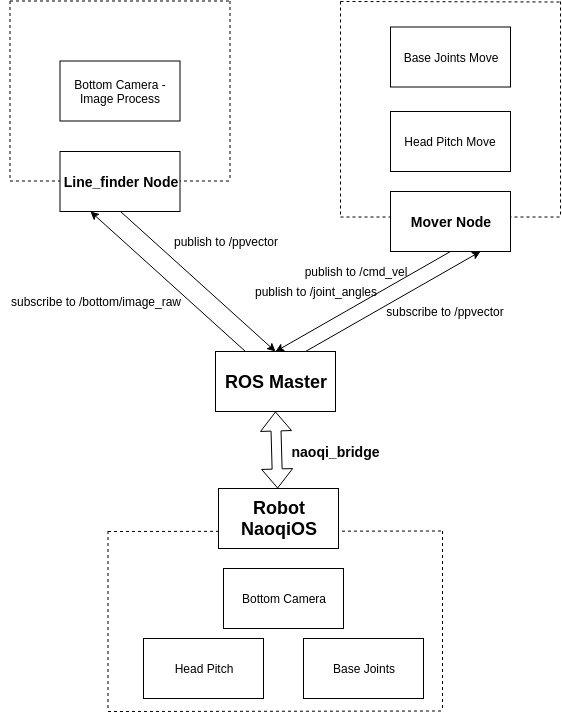 Bottom Camera -
Image Process
Line_finder Node
Base Joints Move
Head Pitch Move
Mover Node
publish to /ppvector
subscribe to /bottom/image_raw
publish to /cmd_vel
publish to /joint_angles
subscribe to /ppvector
ROS Master
naoqi_bridge
Robot
NaoqiOS
Bottom Camera
Head Pitch
Base Joints